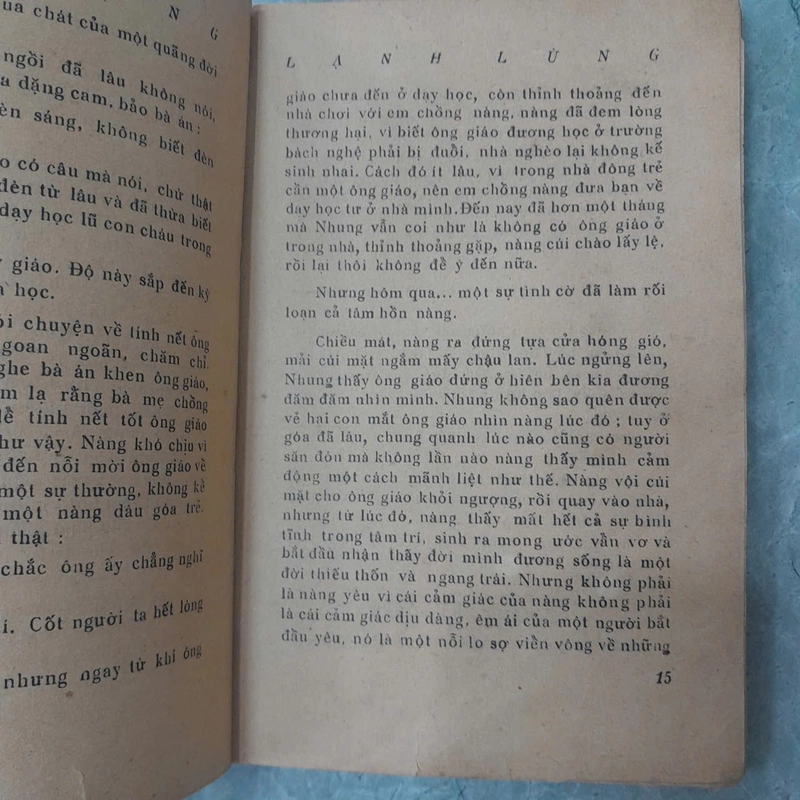 ua chát của một quãng đời
N
G
ngồi đã lâu không nói,
a dặng cam, bảo bà án :
èn sáng, không biết đèn
o có câu mà nói, chứ thật
đèn từ lâu và đã thừa biết
dạy học lũ con cháu trong
giáo. Độ này sắp đến kỳ
học.
ói chuyện về tính nết ông
goan ngoãn, chăm chỉ.
ghe bà án khen ông giáo,
m lạ rằng bà mẹ chồng
đề tính nết tốt ông giáo
hư vậy. Nàng khó chịu vì
đến nỗi mời ông giáo về
một sự thường, không kể
một nàng dâu góa trẻ.
thật :
chắc ông ấy chẳng nghỉ
í. Cốt người ta hết lòng
nhưng ngay từ khi ông
LẠNH LÙNG
giáo chưa đến ở dạy học, còn thỉnh thoảng đến
nhà chơi với em chồng nàng, nàng đã đem lòng
thương hại, vì biết ông giáo đương học ở trường
bách nghệ phải bị đuổi, nhà nghèo lại không kế
sinh nhai. Cách đó ít lâu, vì trong nhà đông trẻ
cần một ông giáo, nên em chồng nàng đưa bạn về
dạy học tư ở nhà mình. Đến nay đã hơn một tháng
mà Nhung vẫn coi như là không có ông giáo ở
trong nhà, thỉnh thoảng gặp, nàng cúi chào lấy lệ,
rồi lại thôi không để ý đến nữa.
Nhưng hôm qua... một sự tình cờ đã làm rối
loạn cả tâm hồn nàng.
Chiều mát, nàng ra đứng tựa cửa hóng gió,
mải cúi mặt ngắm mấy chậu lan. Lúc ngửng lên,
Nhung thấy ông giáo đứng ở hiên bên kia đương
đăm đăm nhìn mình. Nhung không sao quên được
vẻ hai con mắt ông giáo nhìn nàng lúc đó ; tuy ở
góa đã lâu, chung quanh lúc nào cũng có người
săn đón mà không lần nào nàng thấy mình cảm
động một cách mãnh liệt như thế. Nàng vội cúi
mặt cho ông giáo khỏi ngượng, rồi quay vào nhà,
nhưng từ lúc đó, nàng thấy mất hết cả sự bình
tĩnh trong tâm trí, sinh ra mong ước vẩn vơ và
bắt đầu nhận thấy đời mình đương sống là một
đời thiếu thốn và ngang trái. Nhưng không phải
là nàng yêu vì cái cảm giác của nàng không phải
là cái cảm giác dịu dàng, êm ái của một người bắt
đầu yêu, nó là một nỗi lo sợ viển vông về những
15